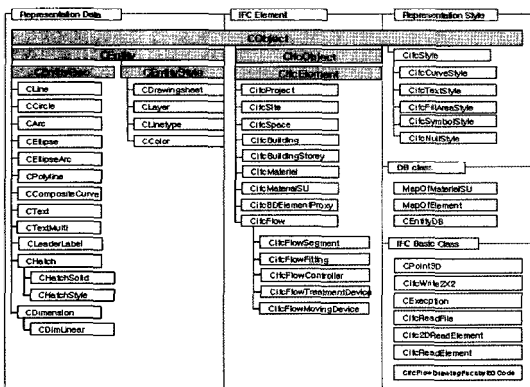 Representation Data
IFC Element
Representation Style
CObject
CEntity
CIfcObject
CEntityStyle
CIfcElement
CLine
CCircle
CArc
CEllipse
CEllipseArc
CPolyline
CCompositeCurve
CText
CTextMulti
CLeaderLabel
CHatch
CHatchSolid
CHatchStyle
CDimension
CDimLinear
CDrawingsheet
CLayer
CLinetype
CColor
CIfcProject
CIfcSite
CIfcSpace
CIfcBuilding
CIfcBuildingStorey
CIfcMaterial
CIfcMaterialSU
CIfcBDElementProxy
CIfcFlow
CIfcFlowSegment
CIfcFlowFitting
CIfcFlowController
CIfcFlowTreatmentDevice
CIfcFlowMovingDevice
CIfcStyle
CIfcCurveStyle
CIfcTextStyle
CIfcFillAreaStyle
CIfcSymbolStyle
CIfcNullStyle
DB class
MapOfMaterialSU
MapOfElement
CEntityDB
IFC Basic Class
CPoint3D
CIfcWrite2X2
CExecption
CIfcReadFile
CIfc2DReadElement
CIfcReadElement